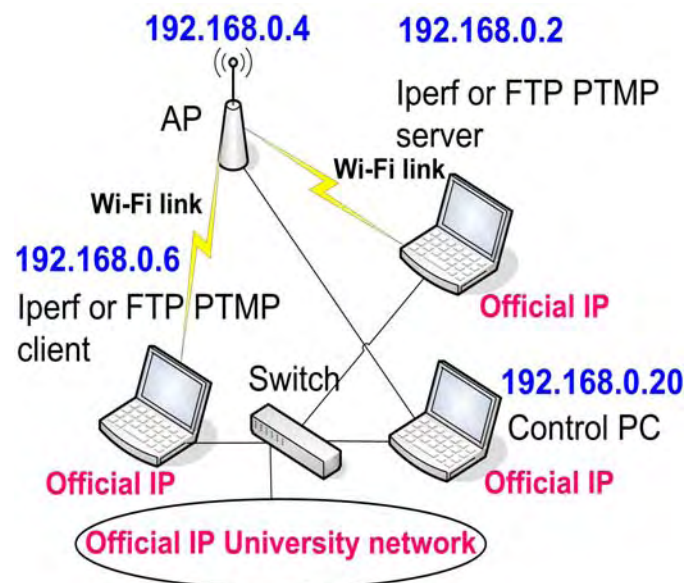 192.168.0.4
192.168.0.2
AP
Iperf or FTP PTMP
server
Wi-Fi link
Wi-Fi link
192.168.0.6
Iperf or FTP PTMP
client
Official IP
Switch
192.168.0.20
Control PC
Official IP
Official IP
Official IP University network